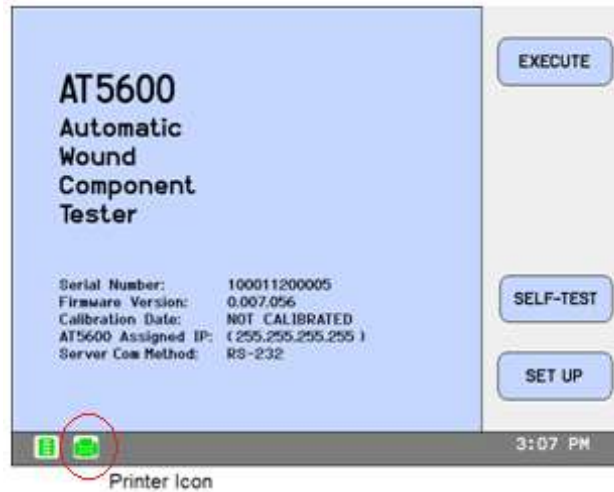 AT5600
Automatic
Wound
Component
Tester
Serial Number: 100011200005
Firmware Version: 0.007.056
Calibration Date: NOT CALIBRATED
AT5600 Assigned IP: (255.255.255.255 )
Server Com Method: RS-232
EXECUTE
SELF-TEST
SET UP
3:07 PM
Printer Icon